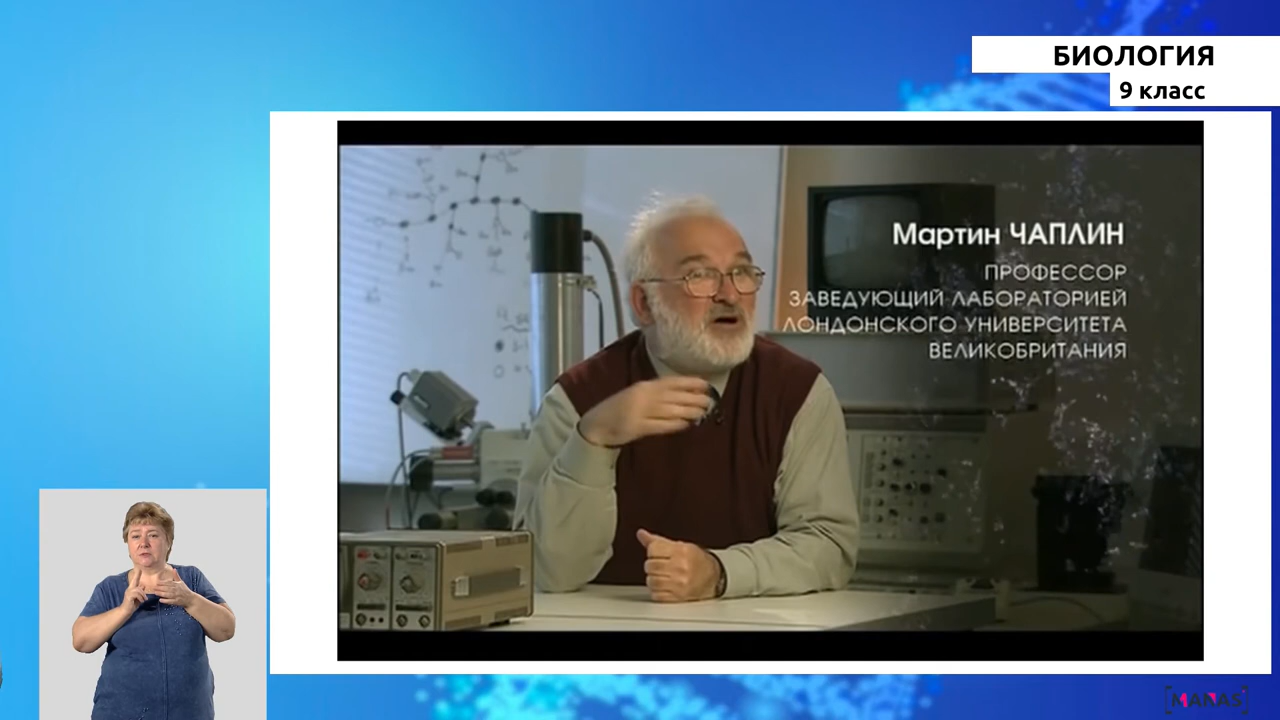 БИОЛОГИЯ
9 класс
Мартин ЧАПЛИН
ПРОФЕССОР
ЗАВЕДУЮЩИЙ ЛАБОРАТОРИЕЙ
ЛОНДОНСКОГО УНИВЕРСИТЕТА
ВЕЛИКОБРИТАНИЯ
MANAS